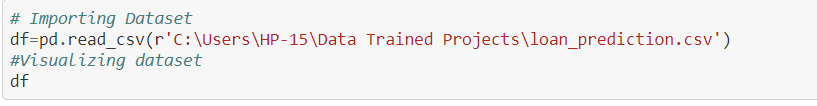 # Importing Dataset
df=pd.read_csv(r'C:\Users\HP-15\Data Trained Projects\loan_prediction.csv')
#Visualizing dataset
df